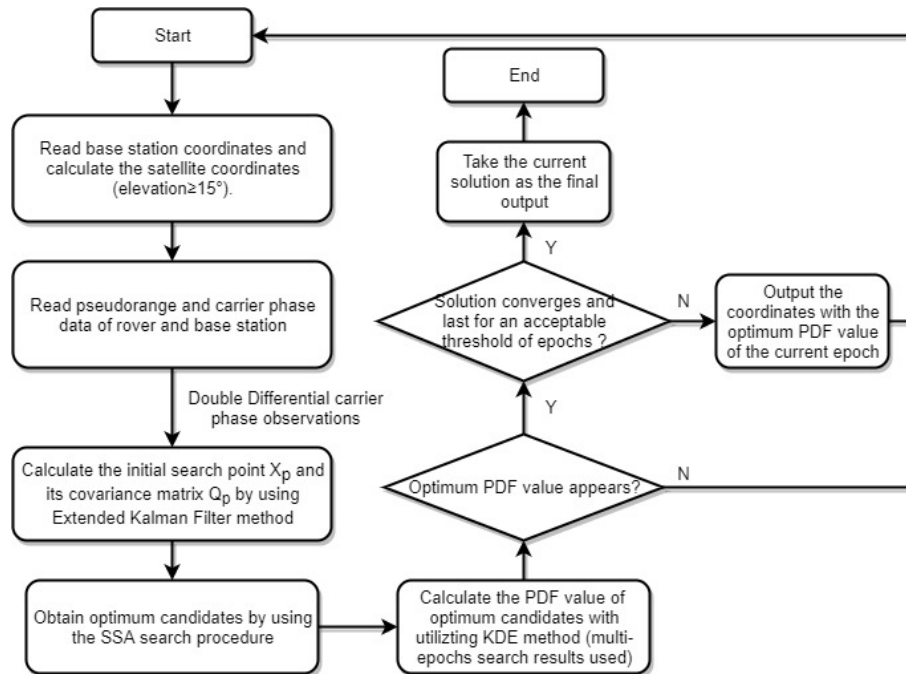 Start
Read base station coordinates and
calculate the satellite coordinates
(elevation≥15°).
Read pseudorange and carrier phase
data of rover and base station
Double Differential carrier
phase observations
Calculate the initial search point Xp and
its covariance matrix Qp by using
Extended Kalman Filter method
Obtain optimum candidates by using
the SSA search procedure
Calculate the PDF value of
optimum candidates with
utilizting KDE method (multi-
epochs search results used)
Optimum PDF value appears?
N
Y
Solution converges and
last for an acceptable
threshold of epochs ?
N
Output the
coordinates with the
optimum PDF value
of the current epoch
Y
Take the current
solution as the final
output
End